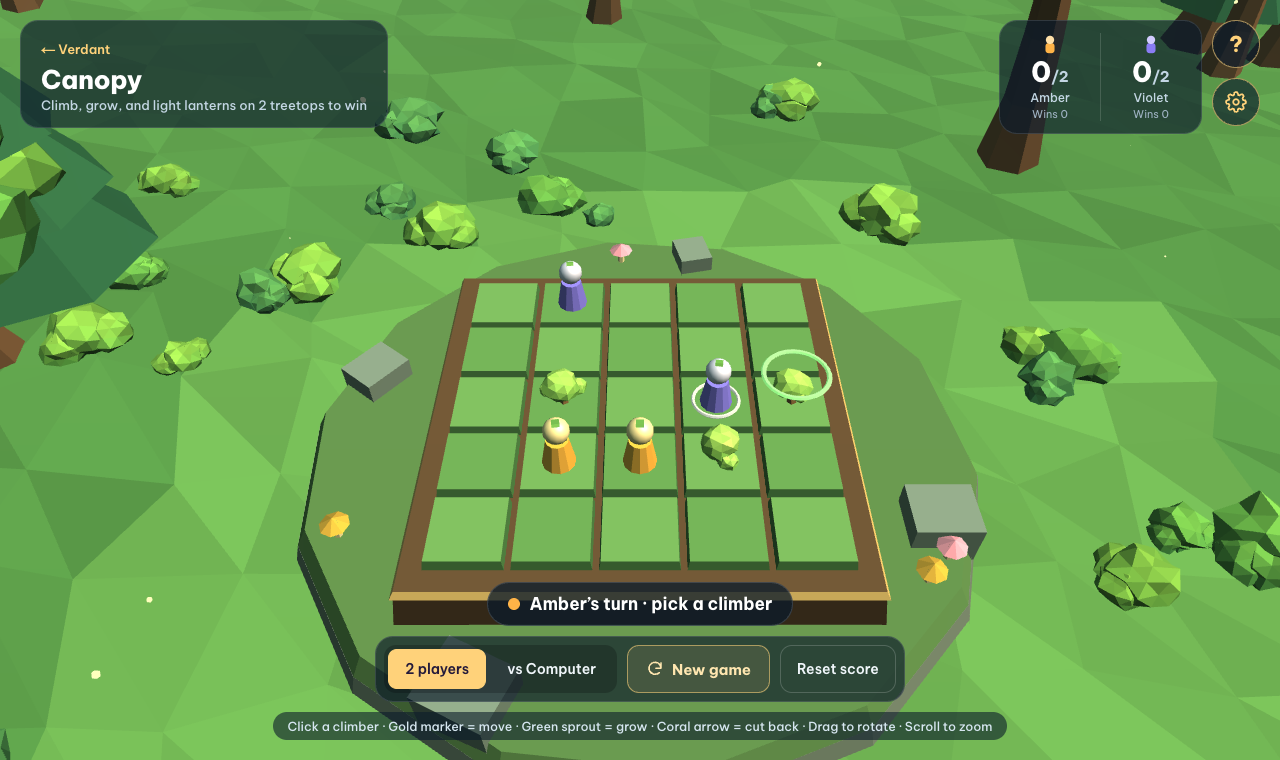 ← Verdant
Canopy
Climb, grow, and light lanterns on 2 treetops to win
0/2
Amber
Wins 0
0/2
Violet
Wins 0
?
Amber's turn · pick a climber
2 players
vs Computer
New game
Reset score
Click a climber · Gold marker = move · Green sprout = grow · Coral arrow = cut back · Drag to rotate · Scroll to zoom